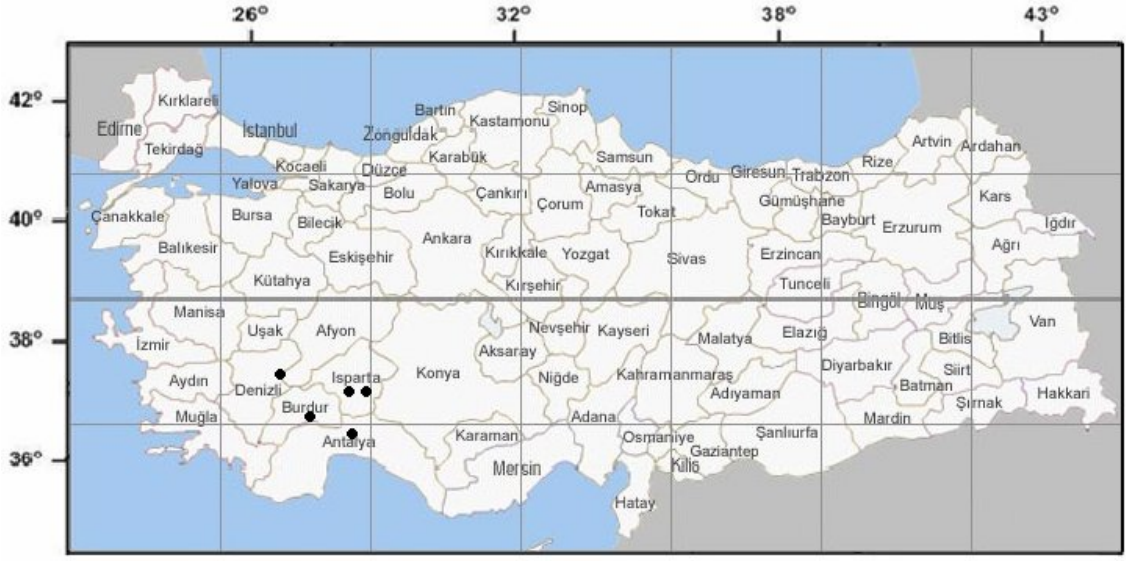 26° 32° 38° 43°
42°
40°
38°
36°
Kırklareli
Edirne
Tekirdağ
İstanbul
Kocaeli
Yalova
Sakarya
Düzce
Zonguldak
Bartın
Karabük
Kastamonu
Sinop
Samsun
Ordu
Giresun
Trabzon
Rize
Artvin
Ardahan
Çanakkale
Bursa
Bilecik
Bolu
Çankırı
Çorum
Amasya
Tokat
Gümüşhane
Bayburt
Erzurum
Kars
Iğdır
Balıkesir
Kütahya
Eskişehir
Ankara
Kırıkkale
Yozgat
Kırşehir
Sivas
Erzincan
Tunceli
Bingöl
Muş
Ağrı
Manisa
İzmir
Uşak
Afyon
Aksaray
Nevşehir
Kayseri
Malatya
Elazığ
Bitlis
Van
Aydın
Denizli
Isparta
Konya
Niğde
Kahramanmaraş
Adıyaman
Diyarbakır
Batman
Siirt
Şırnak
Hakkari
Muğla
Burdur
Antalya
Karaman
Mersin
Adana
Osmaniye
Gaziantep
Kilis
Şanlıurfa
Mardin
Hatay